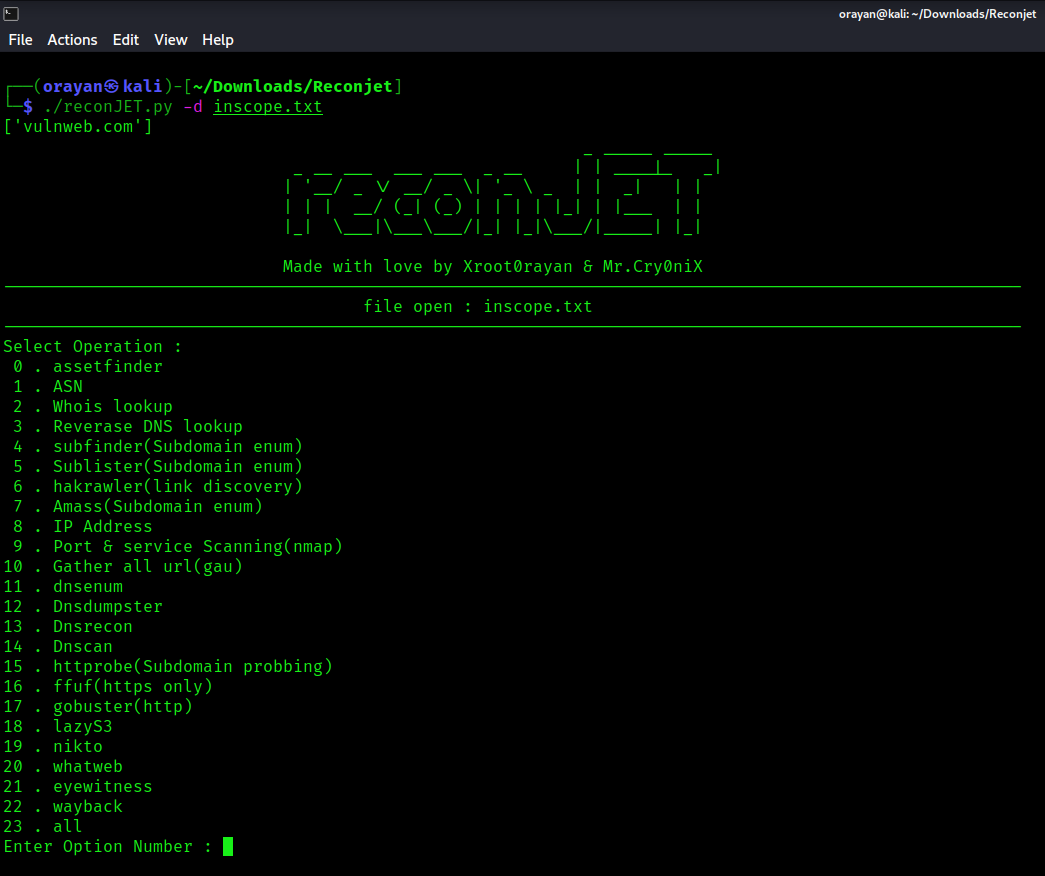 orayan@kali: ~/Downloads/Reconjet
File Actions Edit View Help
┌──(orayan㉿kali)-[~/Downloads/Reconjet]
└─$ ./reconJET.py -d inscope.txt
['vulnweb.com']
reconJET
Made with love by Xroot0rayan & Mr.Cry0niX
file open : inscope.txt
Select Operation :
0 . assetfinder
1 . ASN
2 . Whois lookup
3 . Reverase DNS lookup
4 . subfinder(Subdomain enum)
5 . Sublister(Subdomain enum)
6 . hakrawler(link discovery)
7 . Amass(Subdomain enum)
8 . IP Address
9 . Port & service Scanning(nmap)
10 . Gather all url(gau)
11 . dnsenum
12 . Dnsdumpster
13 . Dnsrecon
14 . Dnscan
15 . httprobe(Subdomain probbing)
16 . ffuf(https only)
17 . gobuster(http)
18 . lazyS3
19 . nikto
20 . whatweb
21 . eyewitness
22 . wayback
23 . all
Enter Option Number :